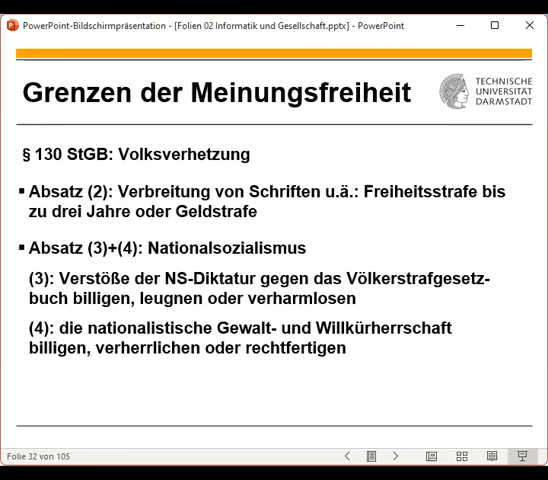 PowerPoint-Bildschirmpräsentation - [Folien 02 Informatik und Gesellschaft.pptx] - PowerPoint
Grenzen der Meinungsfreiheit
TECHNISCHE
UNIVERSITÄT
DARMSTADT
§ 130 StGB: Volksverhetzung
▪ Absatz (2): Verbreitung von Schriften u.ä.: Freiheitsstrafe bis
zu drei Jahre oder Geldstrafe
▪ Absatz (3)+(4): Nationalsozialismus
(3): Verstöße der NS-Diktatur gegen das Völkerstrafgesetz-
buch billigen, leugnen oder verharmlosen
(4): die nationalistische Gewalt- und Willkürherrschaft
billigen, verherrlichen oder rechtfertigen
Folie 32 von 105